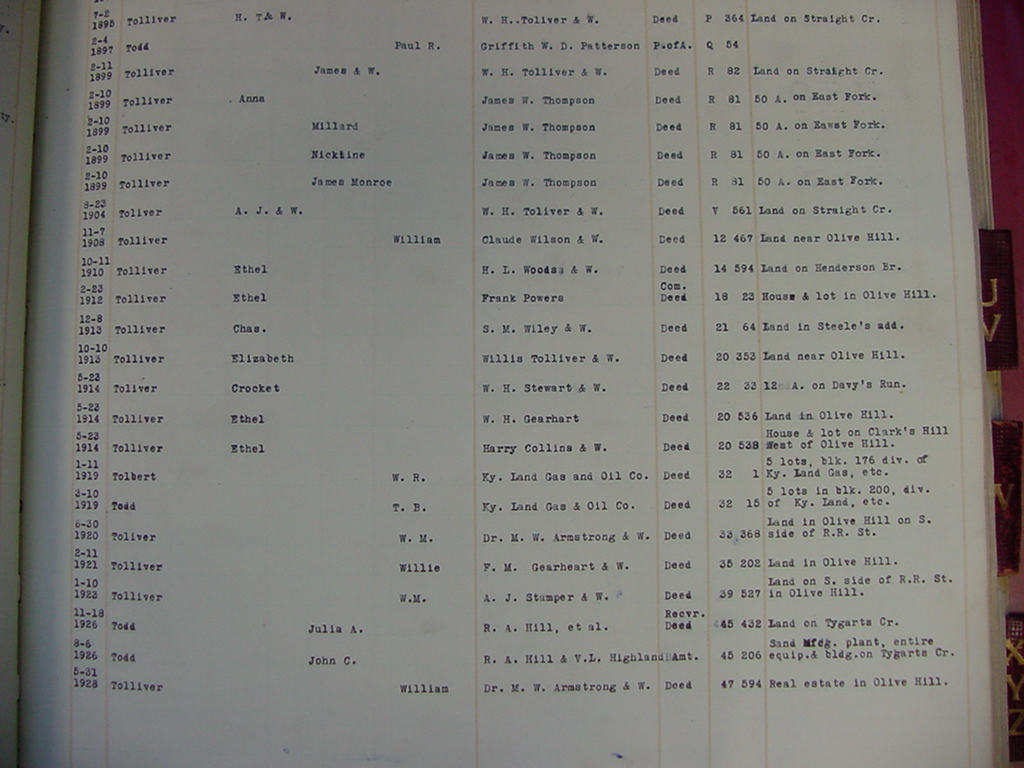 7-2
1895 Tolliver H. T& W. W. H..Toliver & W. Deed P 364 Land on Straight Cr.
2-4
1897 Todd Paul R. Griffith W. D. Patterson P.ofA. Q 54
2-11
1899 Tolliver James & W. W. H. Tolliver & W. Deed R 82 Land on Straight Cr.
2-10
1899 Tolliver Anna James W. Thompson Deed R 81 50 A. on East Fork.
2-10
1899 Tolliver Millard James W. Thompson Deed R 81 50 A. on Eawst Fork.
2-10
1899 Tolliver Nickline James W. Thompson Deed R 81 50 A. on East Fork.
2-10
1899 Tolliver James Monroe James W. Thompson Deed R 81 50 A. on East Fork.
8-23
1904 Toliver A. J. & W. W. H. Toliver & W. Deed V 561 Land on Straight Cr.
11-7
1908 Tolliver William Claude Wilson & W. Deed 12 467 Land near Olive Hill.
10-11
1910 Tolliver Ethel H. L. Woods & W. Deed 14 594 Land on Henderson Br.
2-23 Com.
1912 Tolliver Ethel Frank Powers Deed 18 23 House & lot in Olive Hill.
12-8
1913 Tolliver Chas. S. M. Wiley & W. Deed 21 64 Land in Steele's add.
10-10
1913 Tolliver Elizabeth Willis Tolliver & W. Deed 20 353 Land near Olive Hill.
5-23
1914 Toliver Crocket W. H. Stewart & W. Deed 22 33 12 A. on Davy's Run.
5-23
1914 Tolliver Ethel W. H. Gearhart Deed 20 536 Land in Olive Hill.
5-23 House & lot on Clark's Hill
1914 Tolliver Ethel Harry Collins & W. Deed 20 538 West of Olive Hill.
1-11 5 lots, blk. 176 div. of
1919 Tolbert W. R. Ky. Land Gas and Oil Co. Deed 32 1 Ky. Land Gas, etc.
3-10 5 lots in blk. 200, div.
1919 Todd T. B. Ky. Land Gas & Oil Co. Deed 32 15 of Ky. Land, etc.
6-30 Land in Olive Hill on S.
1920 Toliver W. M. Dr. M. W. Armstrong & W. Deed 33 368 side of R.R. St.
2-11
1921 Tolliver Willie F. M. Gearheart & W. Deed 35 202 Land in Olive Hill.
1-10 Land on S. side of R.R. St.
1923 Tolliver W.M. A. J. Stamper & W. Deed 39 527 in Olive Hill.
11-18 Recvr.
1926 Todd Julia A. R. A. Hill, et al. Deed 45 432 Land on Tygarts Cr.
8-6 Sand Mfcg. plant, entire
1926 Todd John C. R. A. Hill & V.L. Highland Amt. 45 206 equip.& bldg.on Tygarts Cr.
5-31
1928 Tolliver William Dr. M. W. Armstrong & W. Deed 47 594 Real estate in Olive Hill.
U
V
W
X
Y
Z